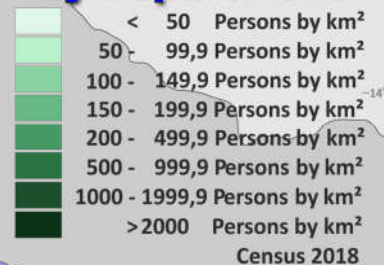 < 50 Persons by km²
50 - 99,9 Persons by km²
100 - 149,9 Persons by km²
150 - 199,9 Persons by km²
200 - 499,9 Persons by km²
500 - 999,9 Persons by km²
1000 - 1999,9 Persons by km²
>2000 Persons by km²
Census 2018